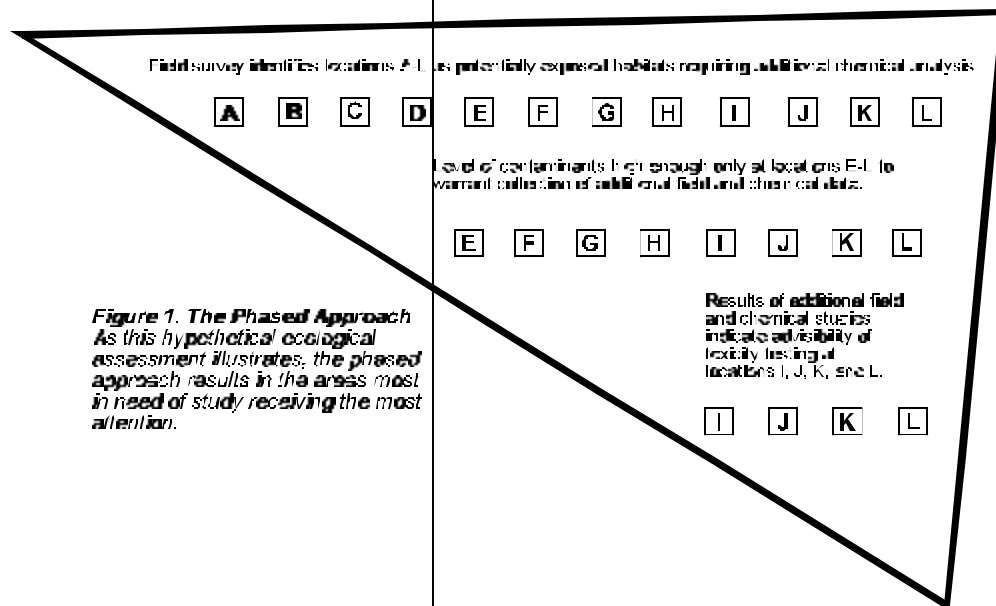 Field survey identifies locations A-L as potentially exposed habitats requiring additional chemical analysis
A B C D E F G H I J K L
Level of contaminants high enough only at locations E-L to
warrant collection of additional field and chemical data.
E F G H I J K L
Results of additional field
and chemical studies
indicate advisibility of
toxicity testing at
locations I, J, K, and L.
I J K L
Figure 1. The Phased Approach
As this hypothetical ecological
assessment illustrates, the phased
approach results in the areas most
in need of study receiving the most
attention.